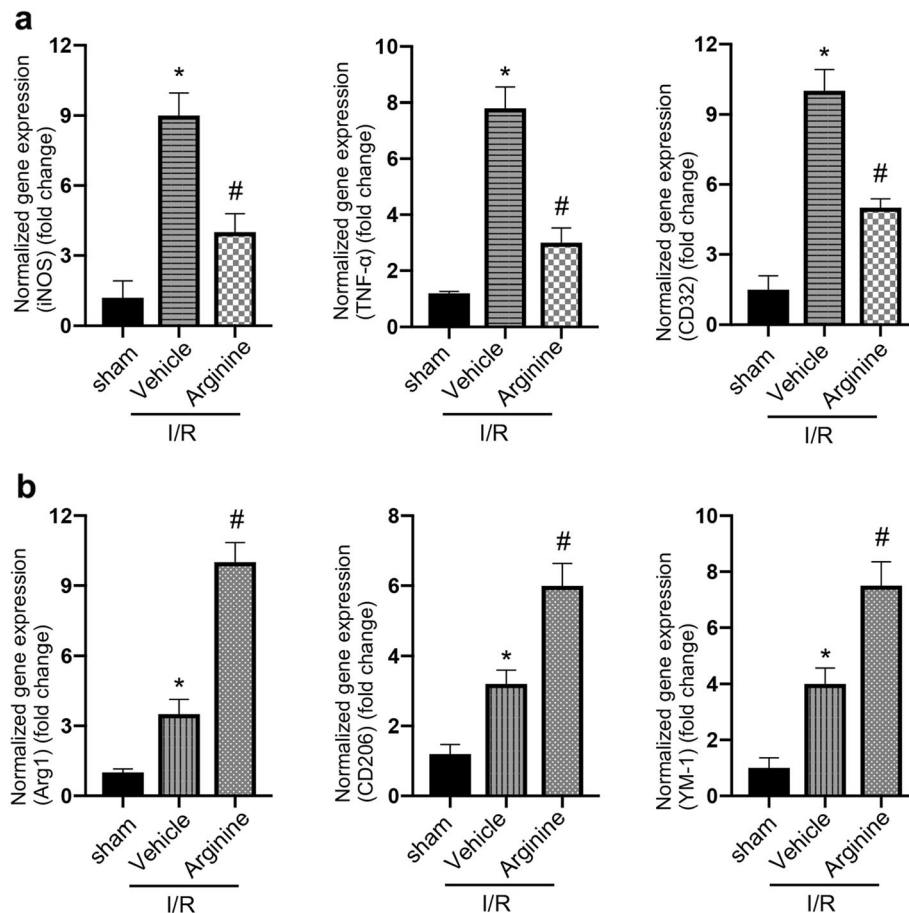 a
Normalized gene expression
(iNOS) (fold change)
12
9
6
3
0
*
#
sham
Vehicle
Arginine
I/R
Normalized gene expression
(TNF-α) (fold change)
10
8
6
4
2
0
*
#
sham
Vehicle
Arginine
I/R
Normalized gene expression
(CD32) (fold change)
12
9
6
3
0
*
#
sham
Vehicle
Arginine
I/R
b
Normalized gene expression
(Arg1) (fold change)
12
9
6
3
0
*
#
sham
Vehicle
Arginine
I/R
Normalized gene expression
(CD206) (fold change)
8
6
4
2
0
*
#
sham
Vehicle
Arginine
I/R
Normalized gene expression
(YM-1) (fold change)
10
8
6
4
2
0
*
#
sham
Vehicle
Arginine
I/R